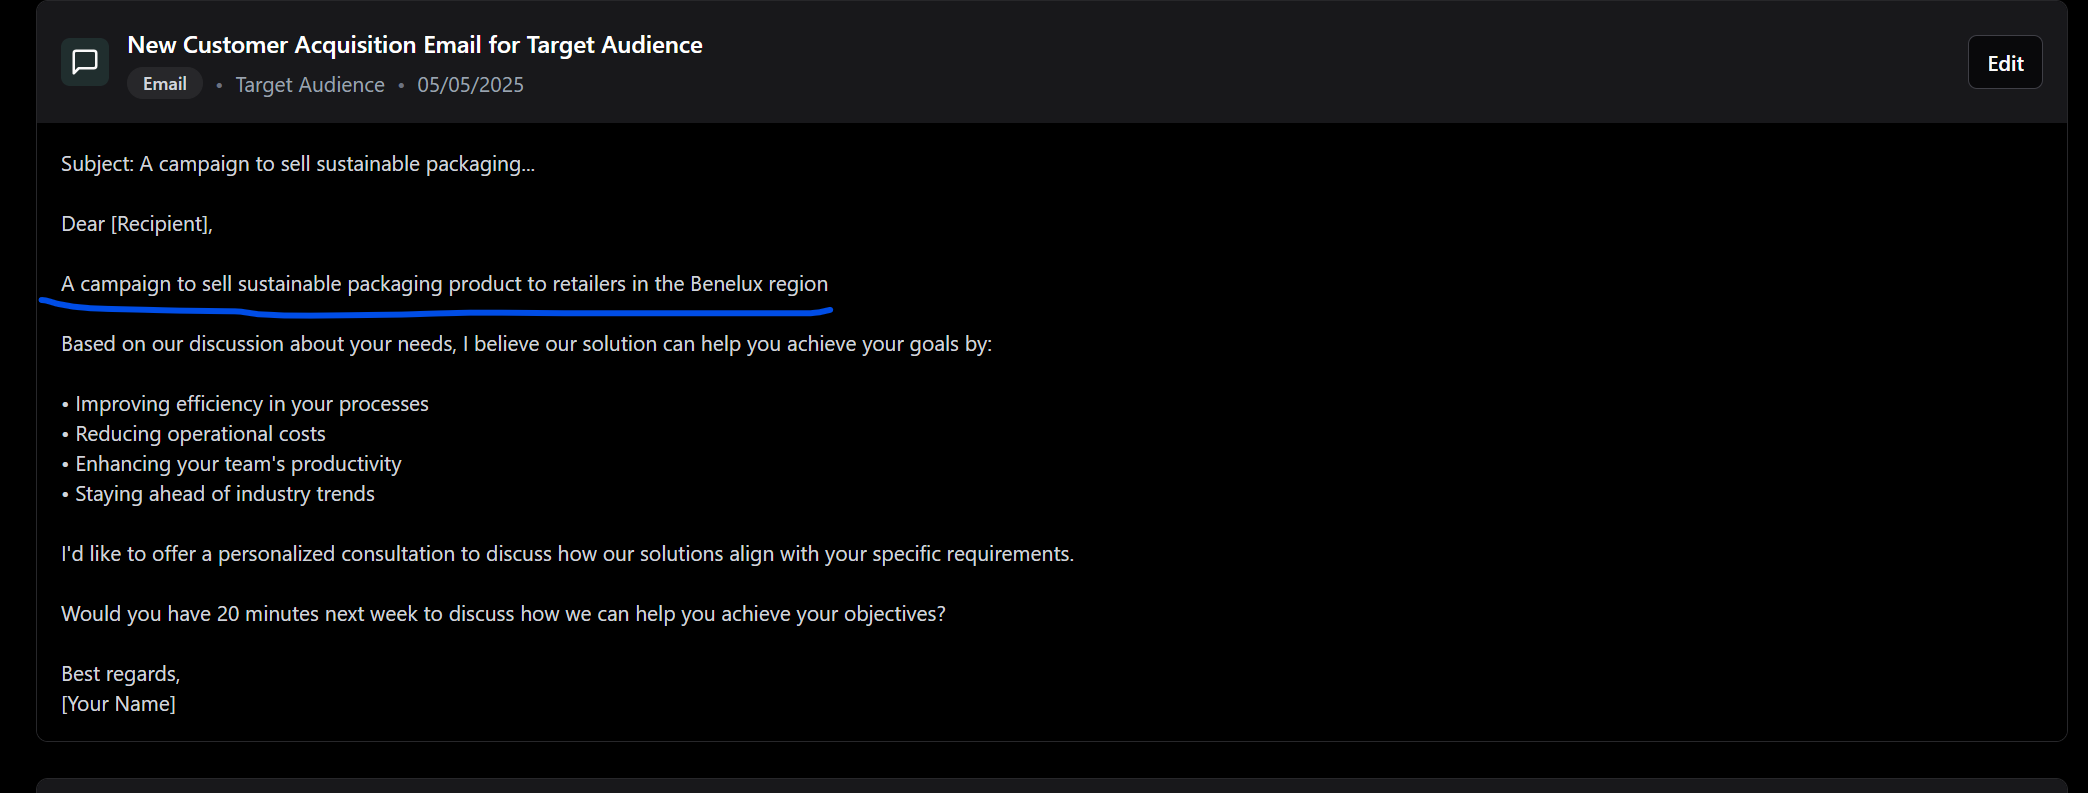 New Customer Acquisition Email for Target Audience
Edit
Email • Target Audience • 05/05/2025
Subject: A campaign to sell sustainable packaging...
Dear [Recipient],
A campaign to sell sustainable packaging product to retailers in the Benelux region
Based on our discussion about your needs, I believe our solution can help you achieve your goals by:
• Improving efficiency in your processes
• Reducing operational costs
• Enhancing your team's productivity
• Staying ahead of industry trends
I'd like to offer a personalized consultation to discuss how our solutions align with your specific requirements.
Would you have 20 minutes next week to discuss how we can help you achieve your objectives?
Best regards,
[Your Name]